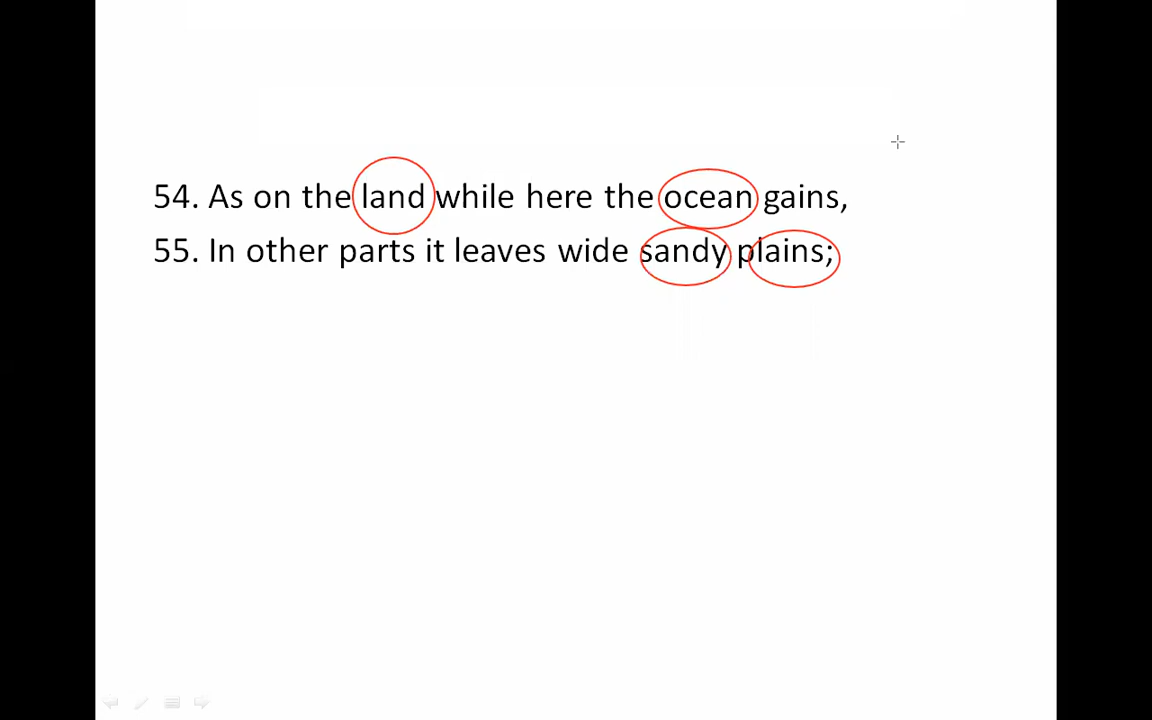 54. As on the land while here the ocean gains,
55. In other parts it leaves wide sandy plains;